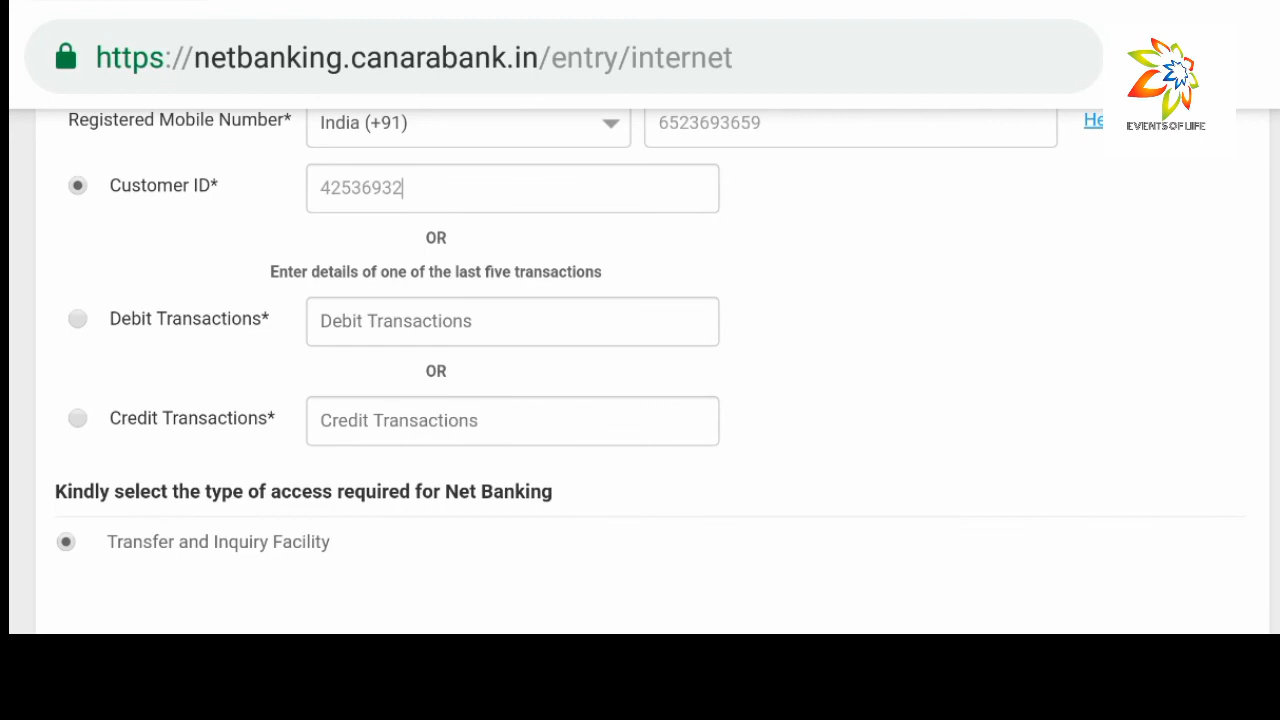 https://netbanking.canarabank.in/entry/internet
EVENTS OF LIFE
Registered Mobile Number* India (+91) 6523693659 He
Customer ID* 42536932
OR
Enter details of one of the last five transactions
Debit Transactions* Debit Transactions
OR
Credit Transactions* Credit Transactions
Kindly select the type of access required for Net Banking
Transfer and Inquiry Facility